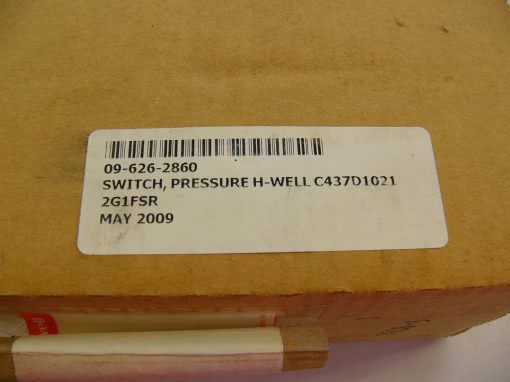 09-626-2860
SWITCH, PRESSURE H-WELL C437D1021
2G1FSR
MAY 2009